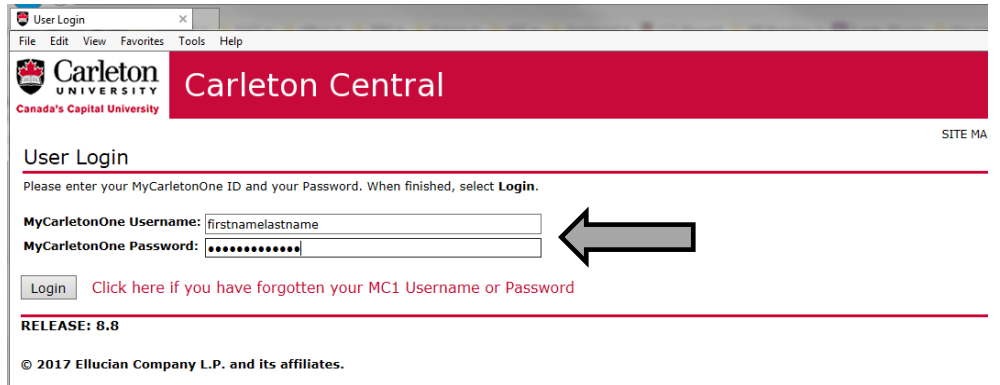 User Login
File Edit View Favorites Tools Help
Carleton
UNIVERSITY
Canada's Capital University
Carleton Central
SITE MA
User Login
Please enter your MyCarletonOne ID and your Password. When finished, select Login.
MyCarletonOne Username: firstnamelastname
MyCarletonOne Password: •••••••••••••
Login Click here if you have forgotten your MC1 Username or Password
RELEASE: 8.8
© 2017 Ellucian Company L.P. and its affiliates.